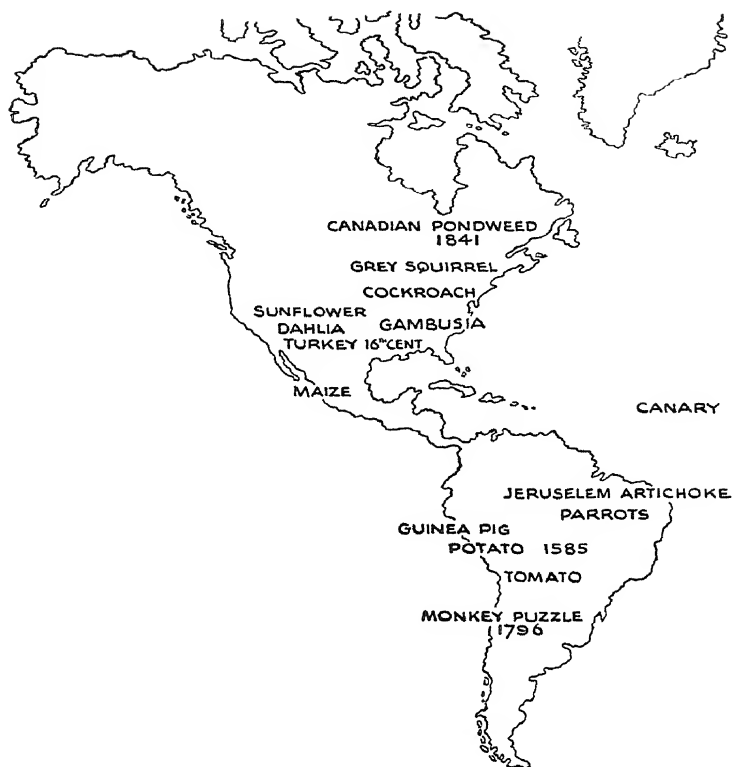 CANADIAN PONDWEED
1841
GREY SQUIRREL
COCKROACH
SUNFLOWER
DAHLIA
GAMBUSIA
TURKEY 16TH CENT
MAIZE
CANARY
JERUSELEM ARTICHOKE
PARROTS
GUINEA PIG
POTATO 1585
TOMATO
MONKEY PUZZLE
1796